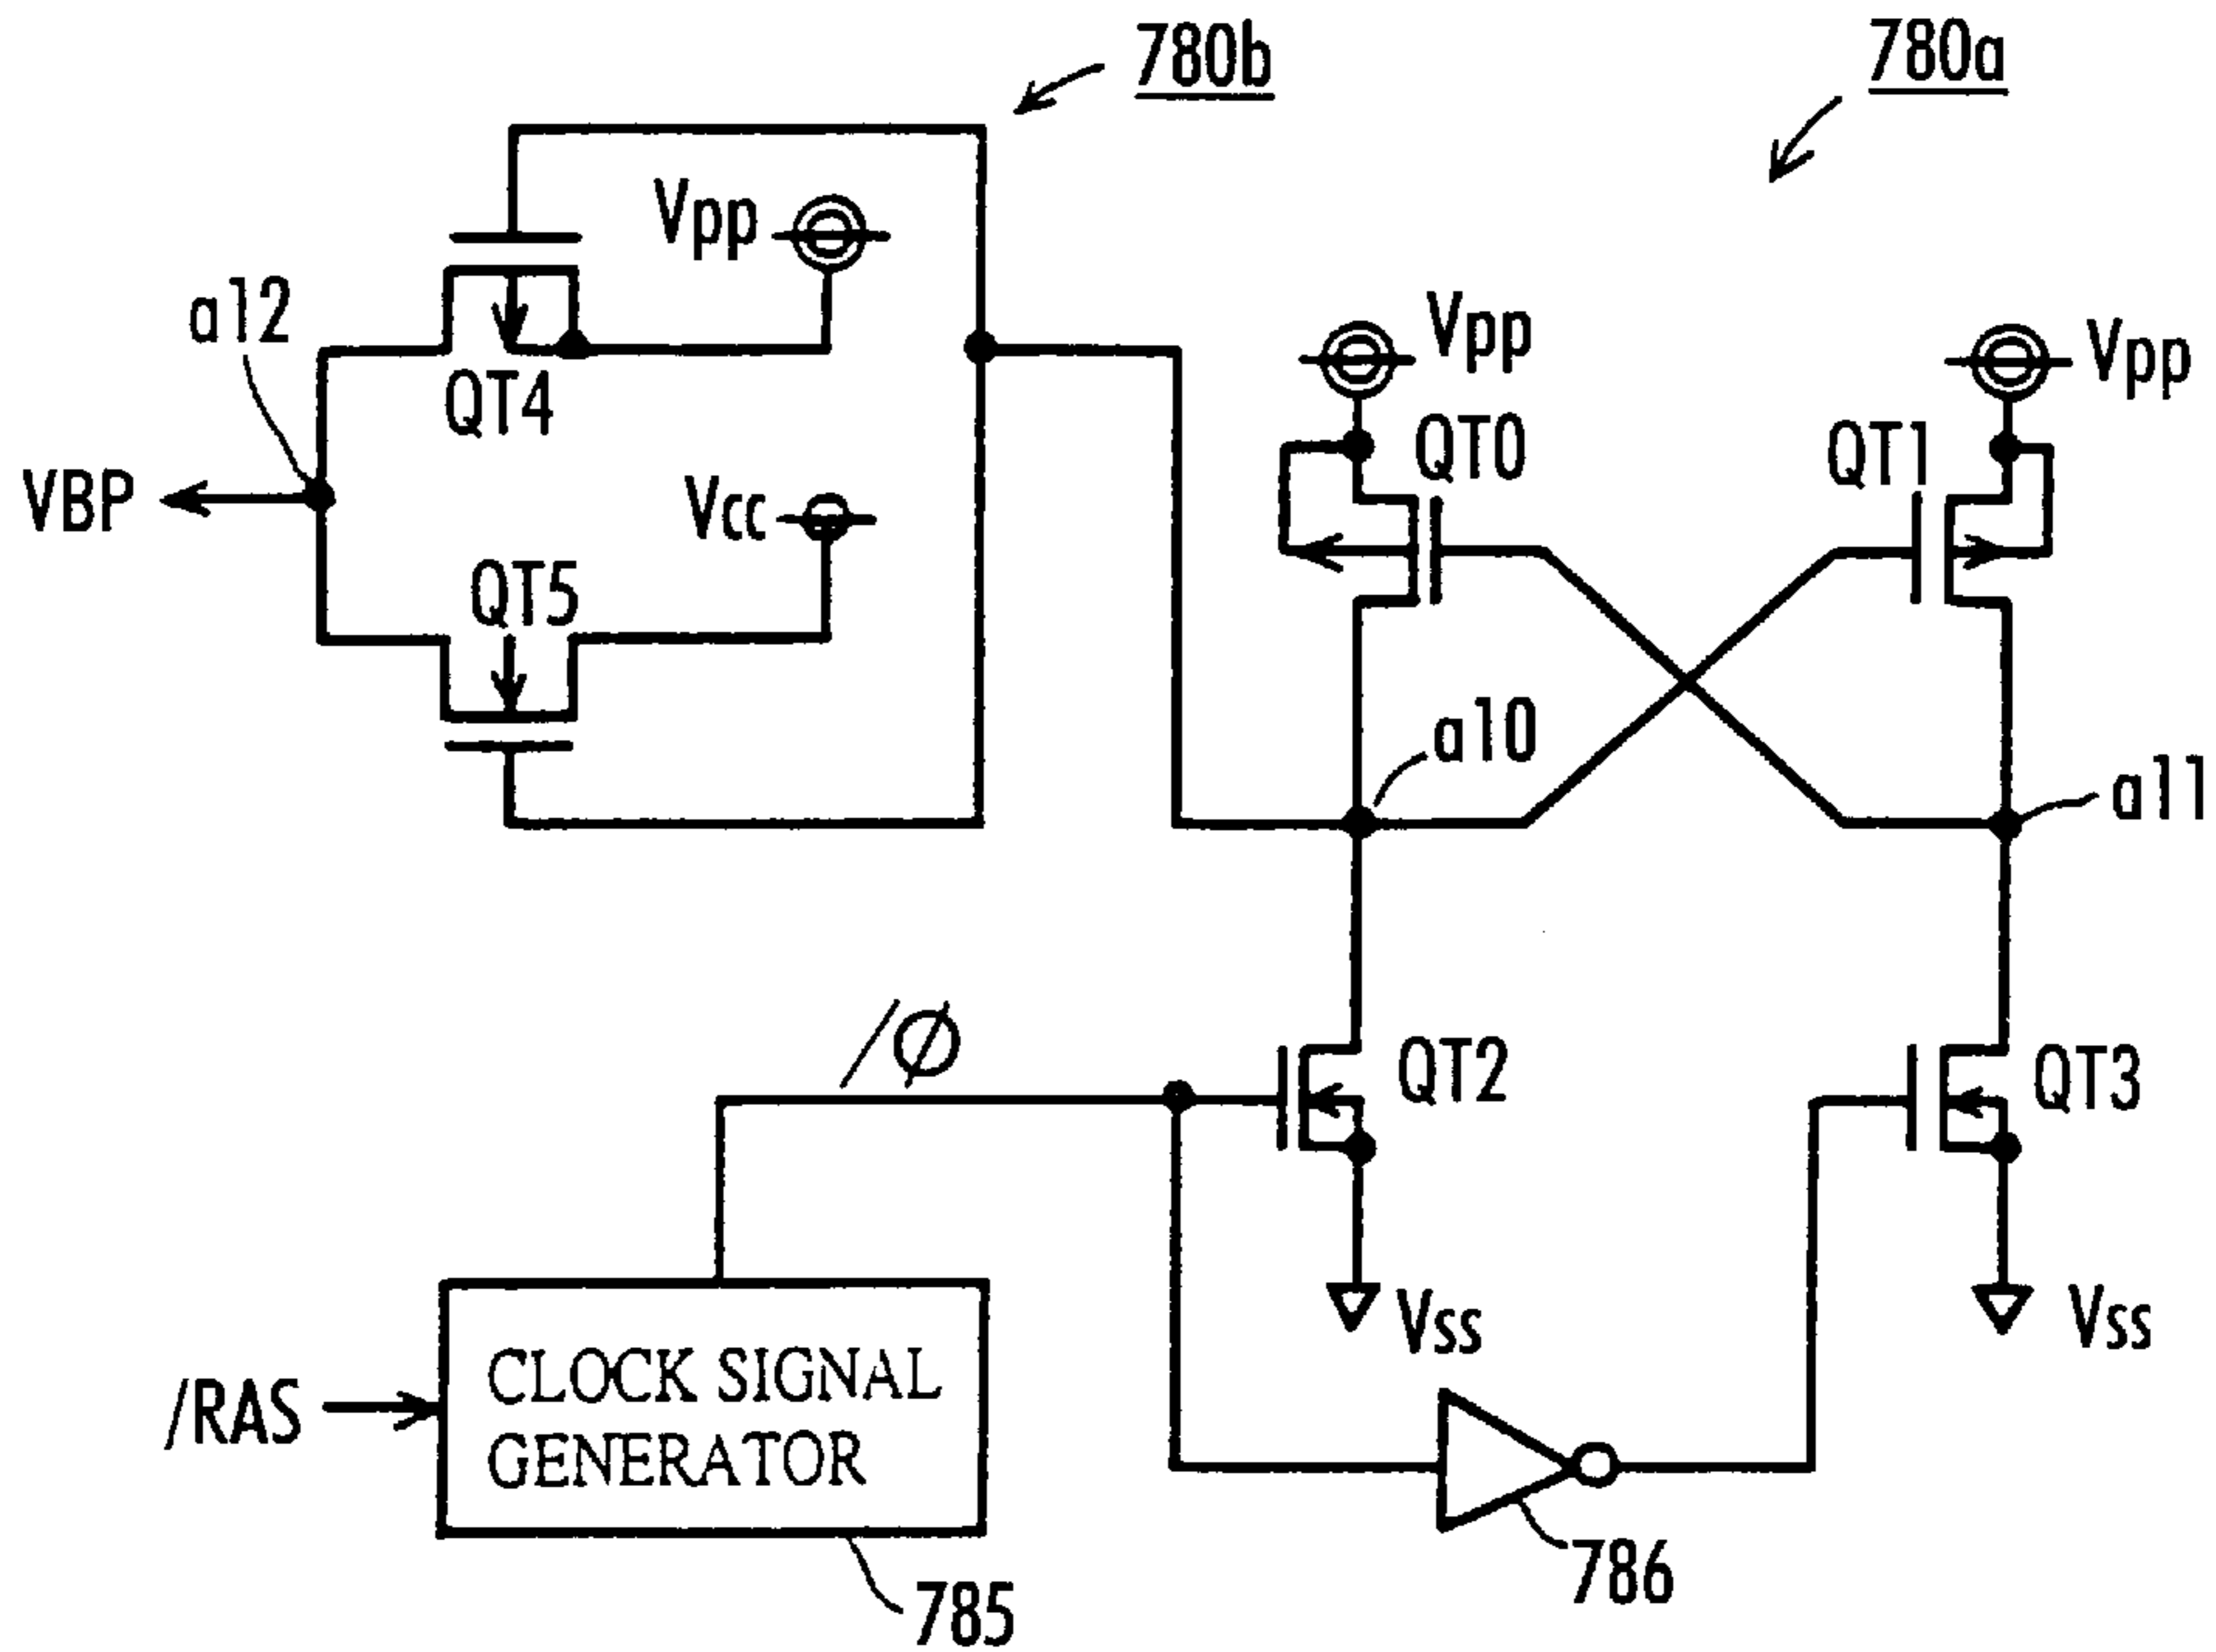 780b
780a
Vpp
a12
Vpp
Vpp
QT4
QT0
QT1
VBP
Vcc
QT5
a10
a11
/Ø
QT2
QT3
Vss
Vss
/RAS
CLOCK SIGNAL
GENERATOR
786
785